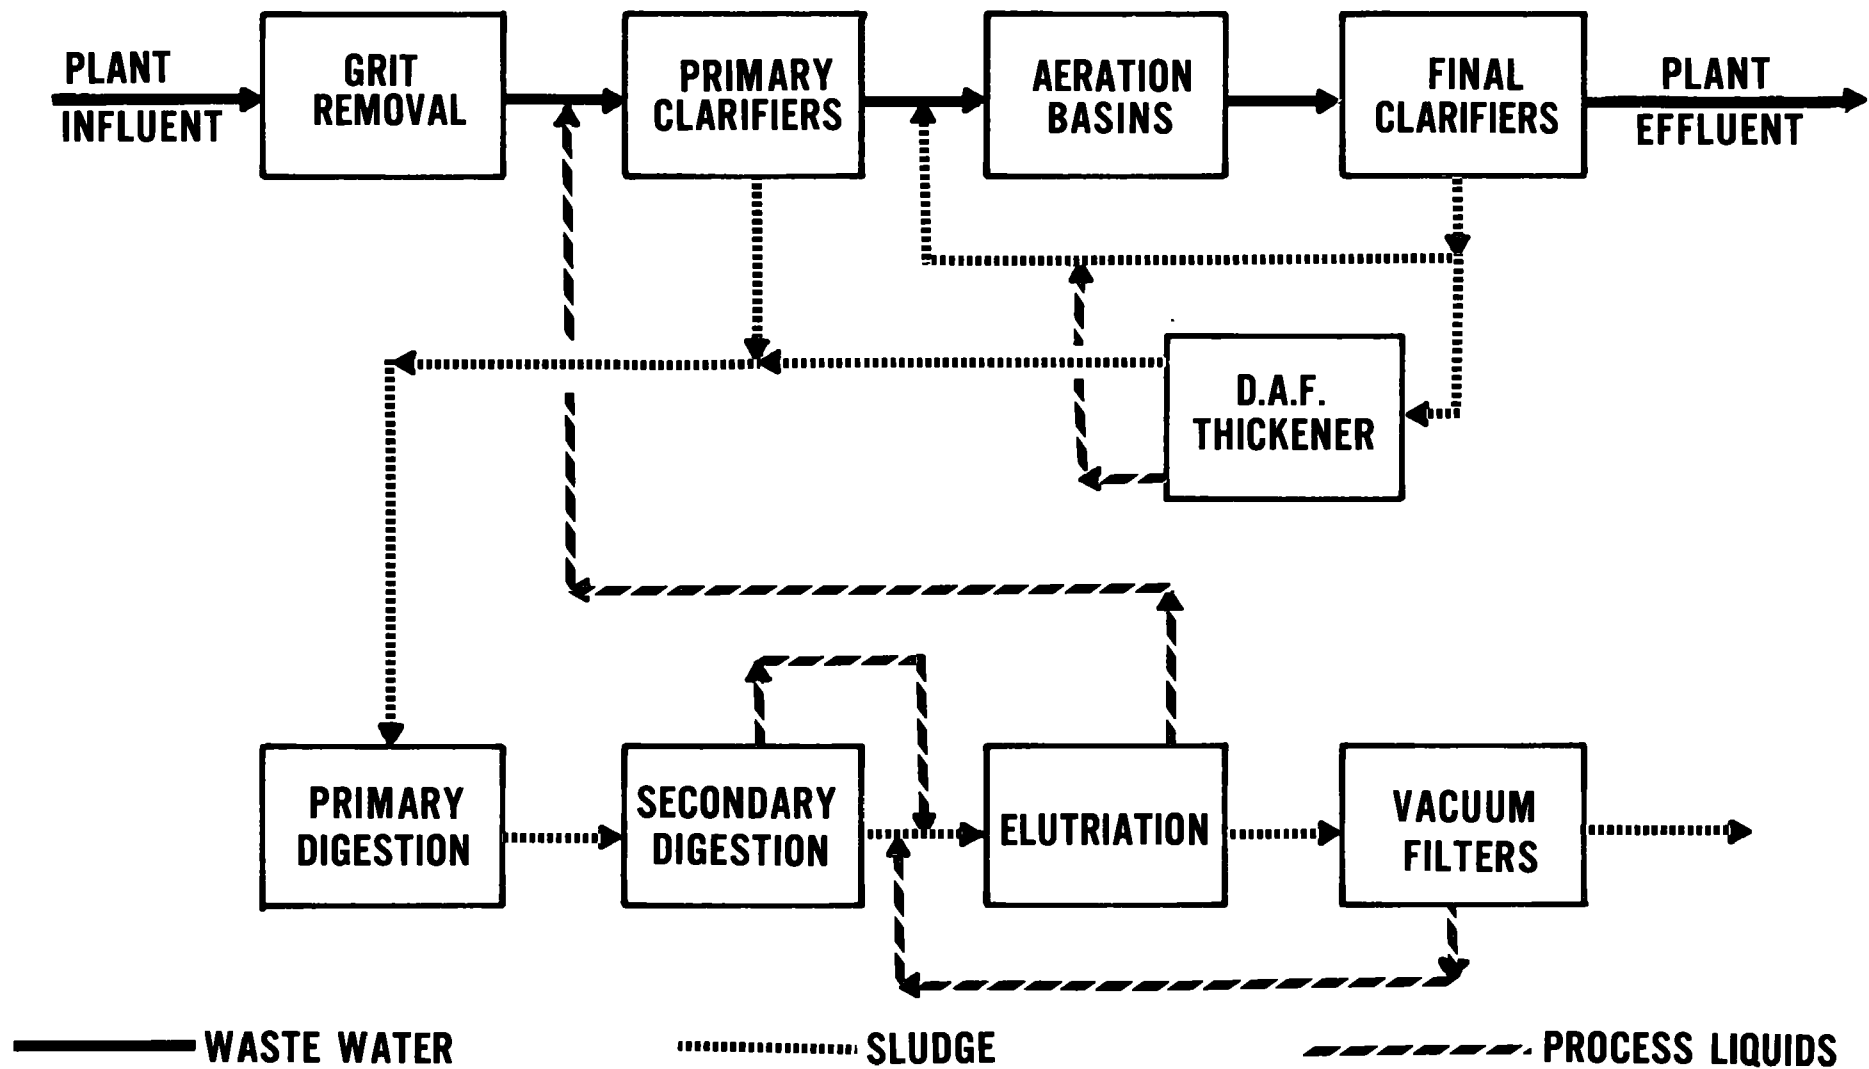 PLANT
INFLUENT
GRIT
REMOVAL
PRIMARY
CLARIFIERS
AERATION
BASINS
FINAL
CLARIFIERS
PLANT
EFFLUENT
D.A.F.
THICKENER
PRIMARY
DIGESTION
SECONDARY
DIGESTION
ELUTRIATION
VACUUM
FILTERS
WASTE WATER
SLUDGE
PROCESS LIQUIDS